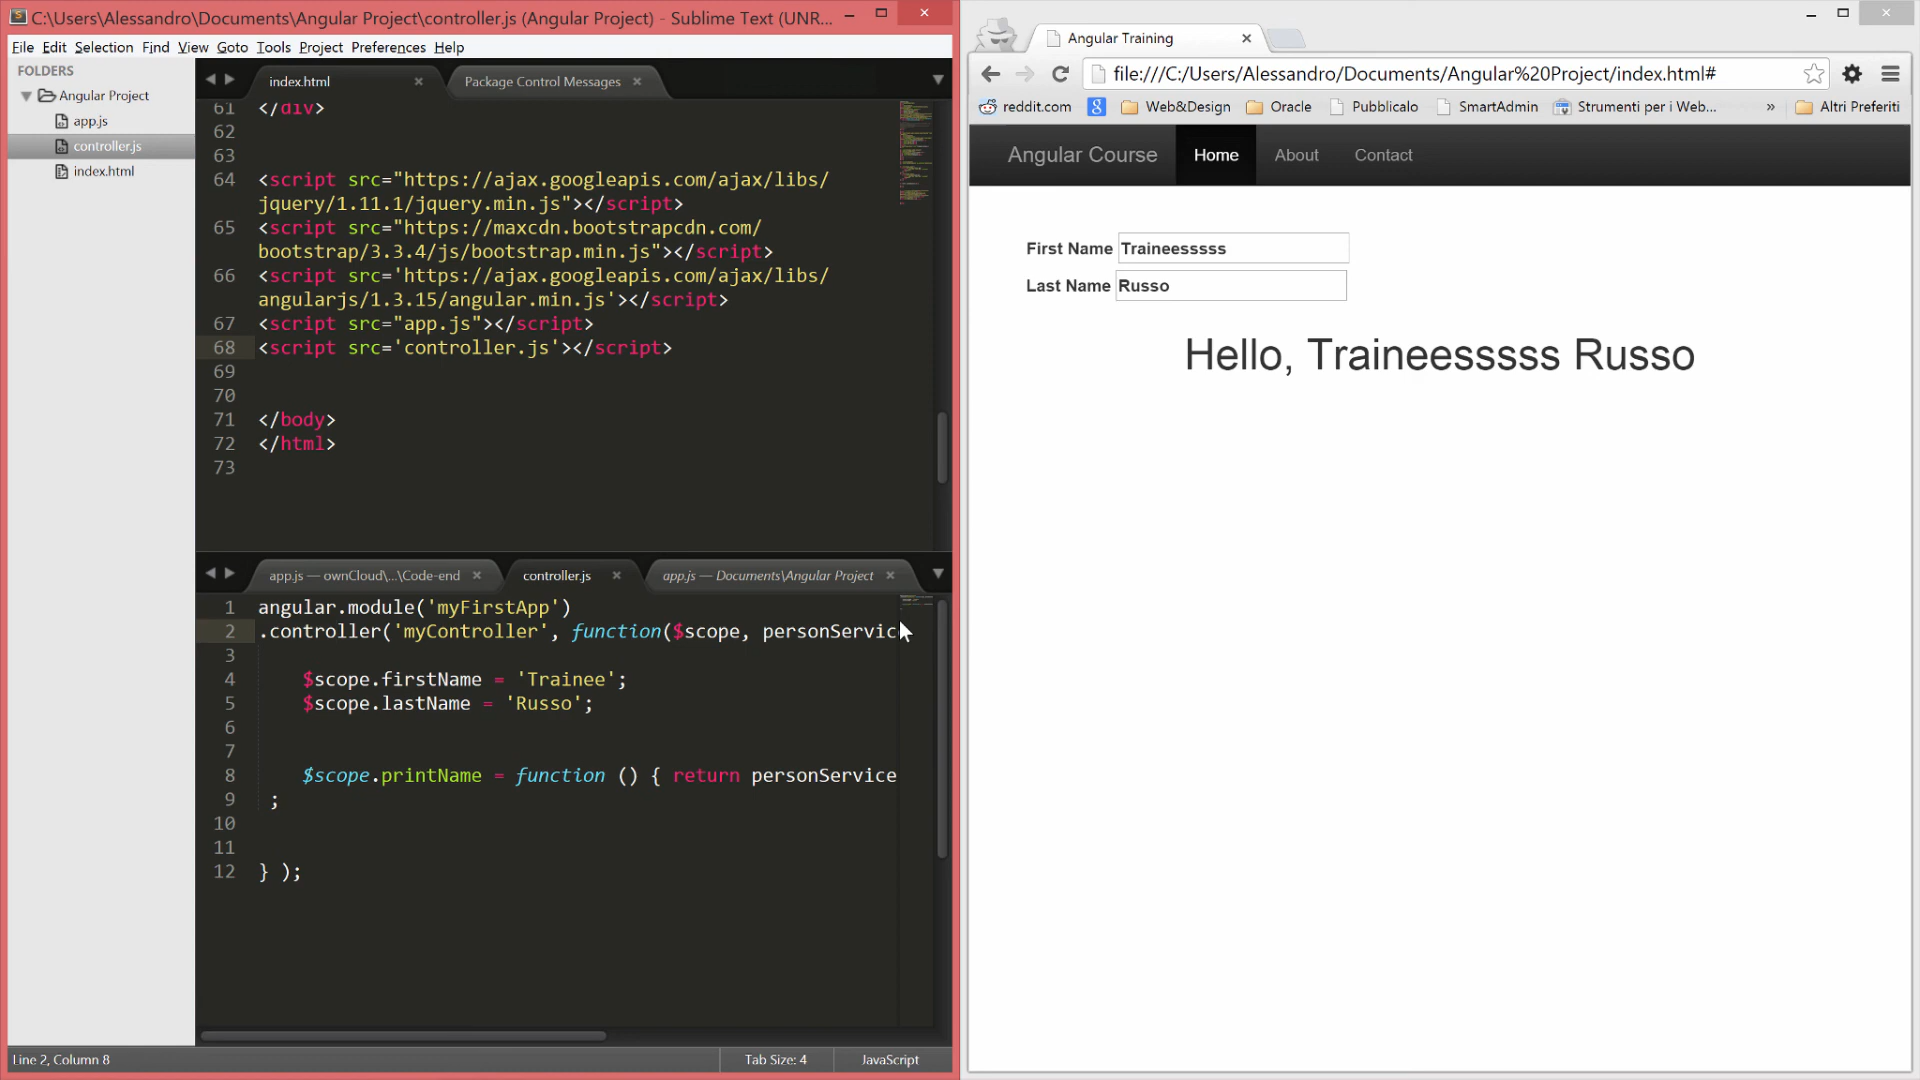 C:\Users\Alessandro\Documents\Angular Project\controller.js (Angular Project) - Sublime Text (UNR...
File Edit Selection Find View Goto Tools Project Preferences Help
FOLDERS
Angular Project
app.js
controller.js
index.html
index.html
Package Control Messages
61 </div>
62
63
64 <script src="https://ajax.googleapis.com/ajax/libs/
jquery/1.11.1/jquery.min.js"></script>
65 <script src="https://maxcdn.bootstrapcdn.com/
bootstrap/3.3.4/js/bootstrap.min.js"></script>
66 <script src='https://ajax.googleapis.com/ajax/libs/
angularjs/1.3.15/angular.min.js'></script>
67 <script src="app.js"></script>
68 <script src='controller.js'></script>
69
70
71 </body>
72 </html>
73
app.js — ownCloud\...\Code-end
controller.js
app.js — Documents\Angular Project
1 angular.module('myFirstApp')
2 .controller('myController', function($scope, personServic
3
4 $scope.firstName = 'Trainee';
5 $scope.lastName = 'Russo';
6
7
8 $scope.printName = function () { return personService
9 ;
10
11
12 } );
Line 2, Column 8
Tab Size: 4
JavaScript
Angular Training
file:///C:/Users/Alessandro/Documents/Angular%20Project/index.html#
reddit.com
Web&Design
Oracle
Pubblicalo
SmartAdmin
Strumenti per i Web...
»
Altri Preferiti
Angular Course
Home
About
Contact
First Name Traineesssss
Last Name Russo
Hello, Traineesssss Russo